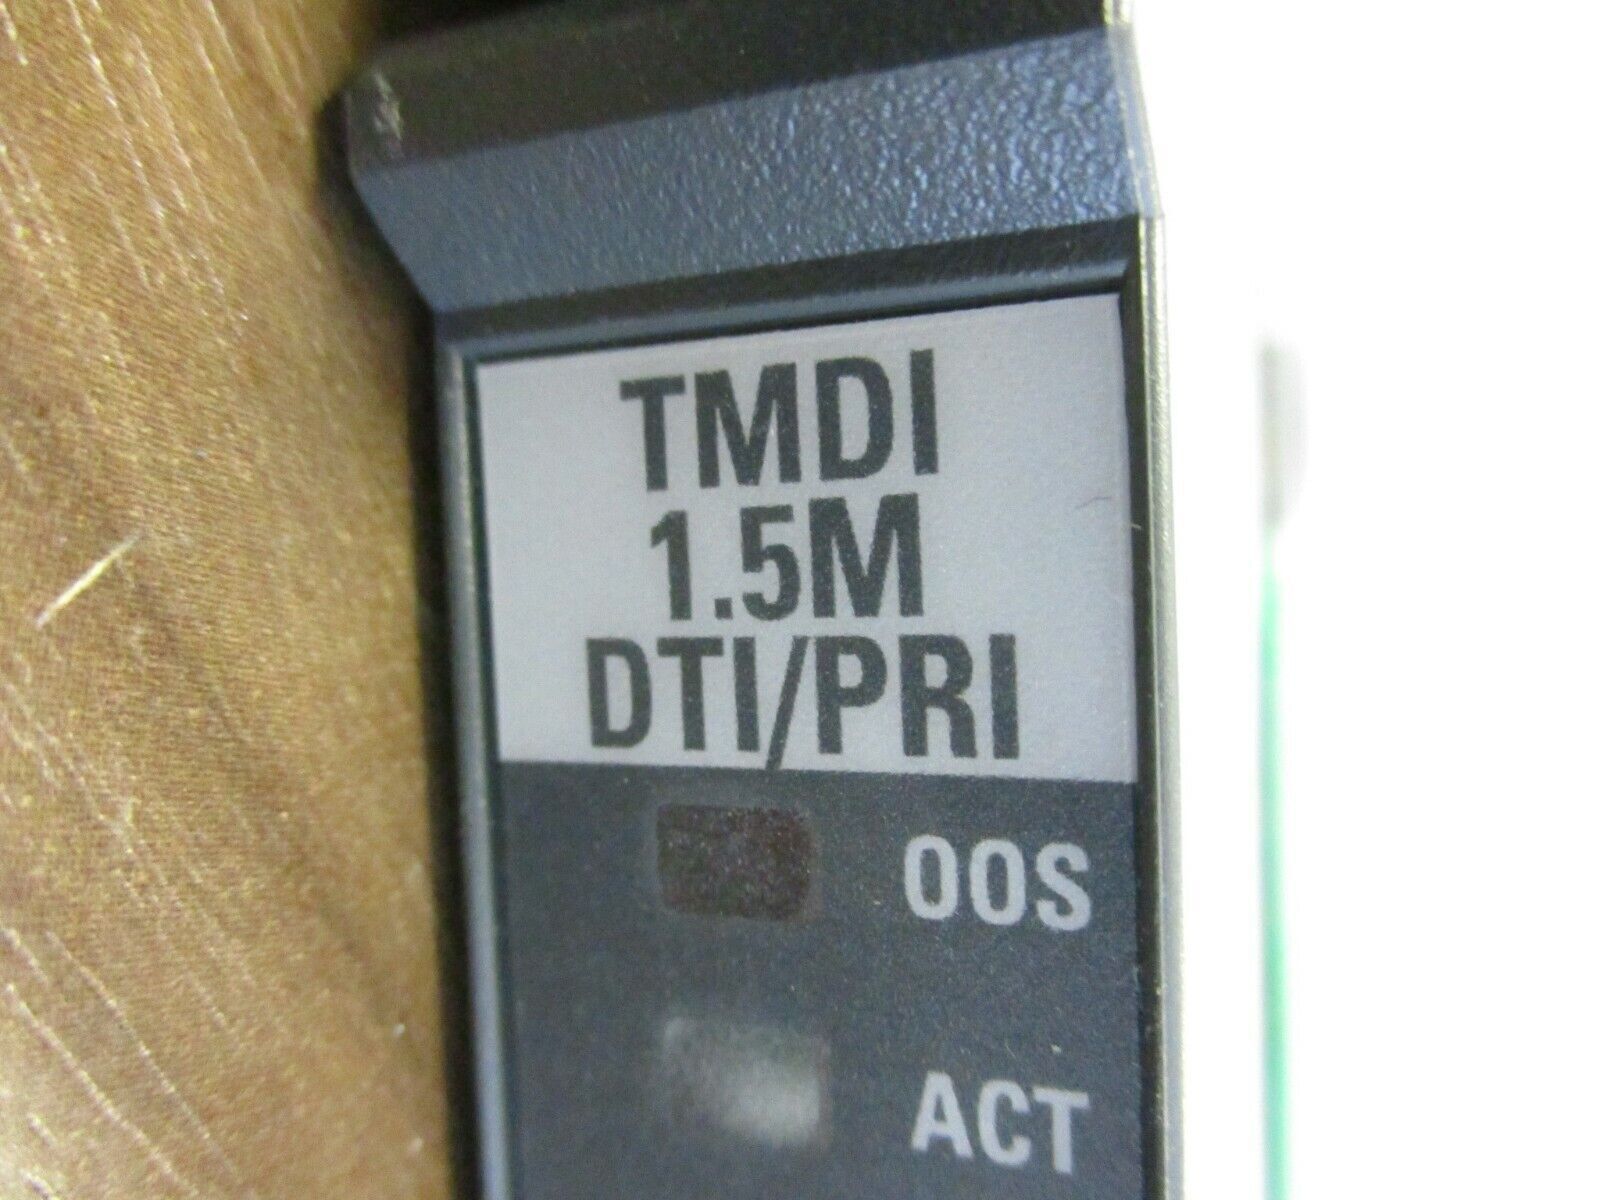 TMDI
1.5M
DTI/PRI
OOS
ACT